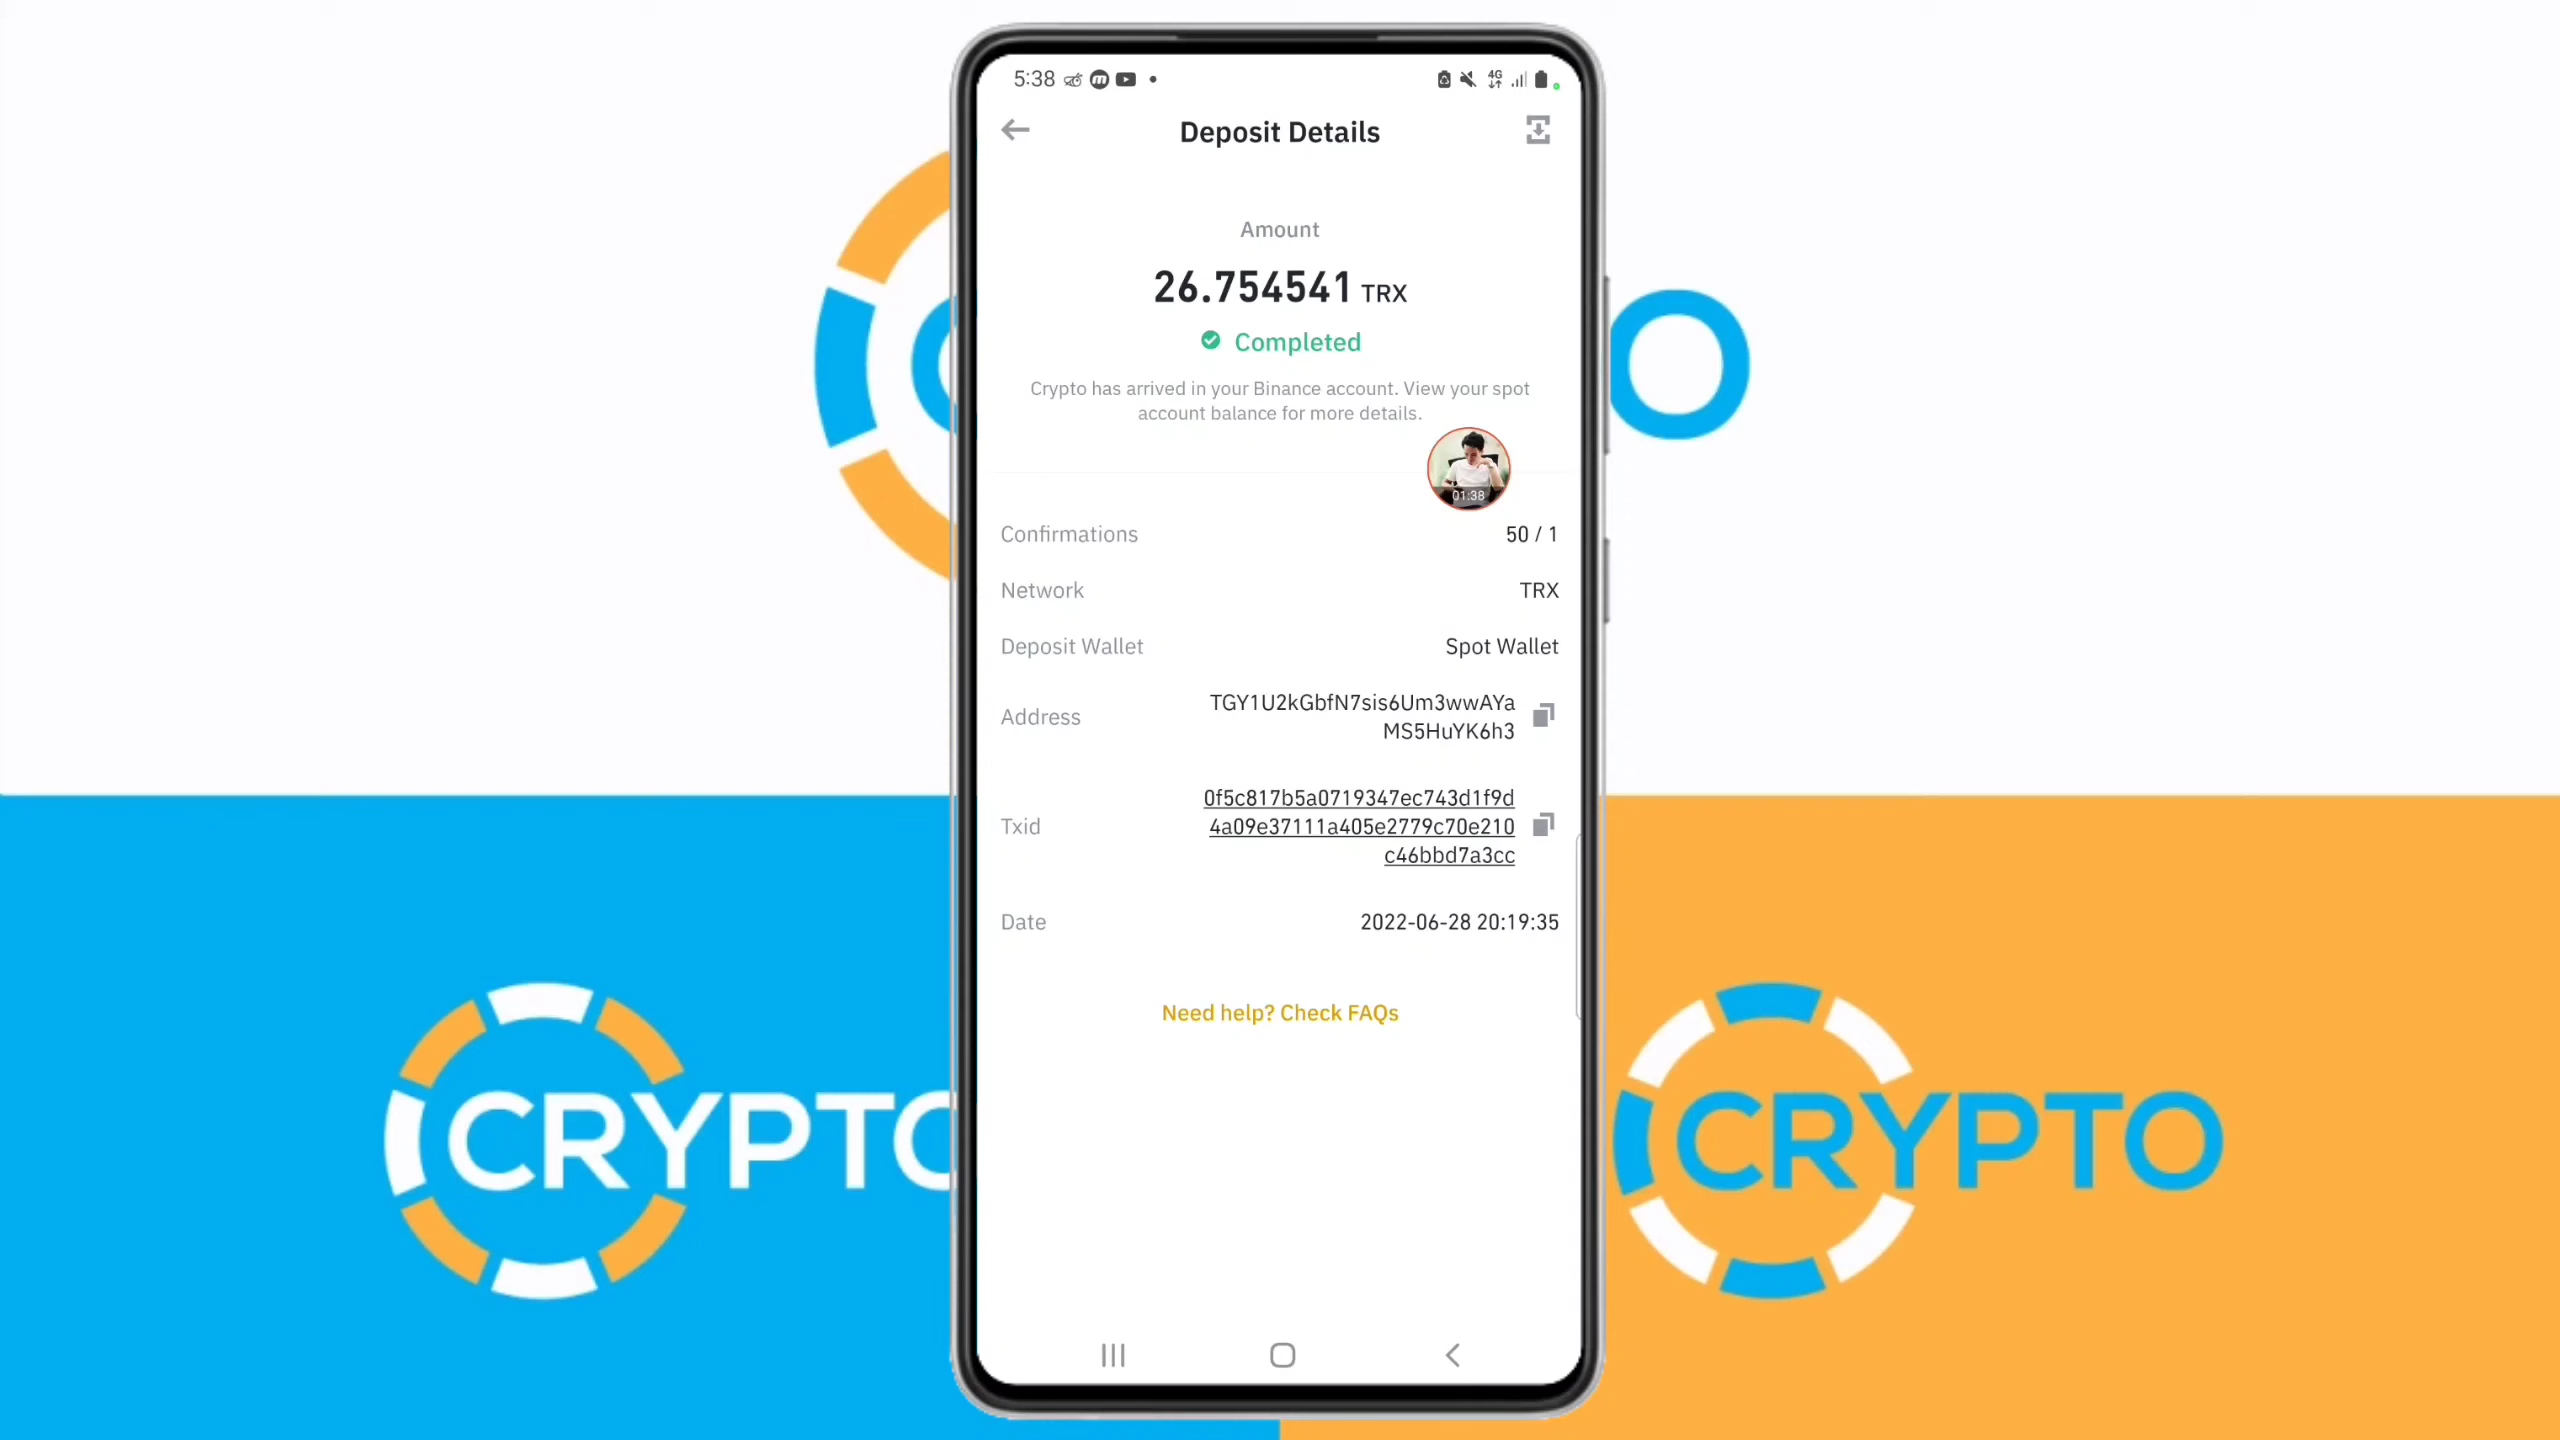 5:38
Deposit Details
Amount
26.754541 TRX
Completed
Crypto has arrived in your Binance account. View your spot
account balance for more details.
01:38
Confirmations 50 / 1
Network TRX
Deposit Wallet Spot Wallet
Address TGY1U2kGbfN7sis6Um3wwAYa
MS5HuYK6h3
Txid 0f5c817b5a0719347ec743d1f9d
4a09e37111a405e2779c70e210
c46bbd7a3cc
Date 2022-06-28 20:19:35
Need help? Check FAQs
4G
O
CRYPTO
CRYPTO